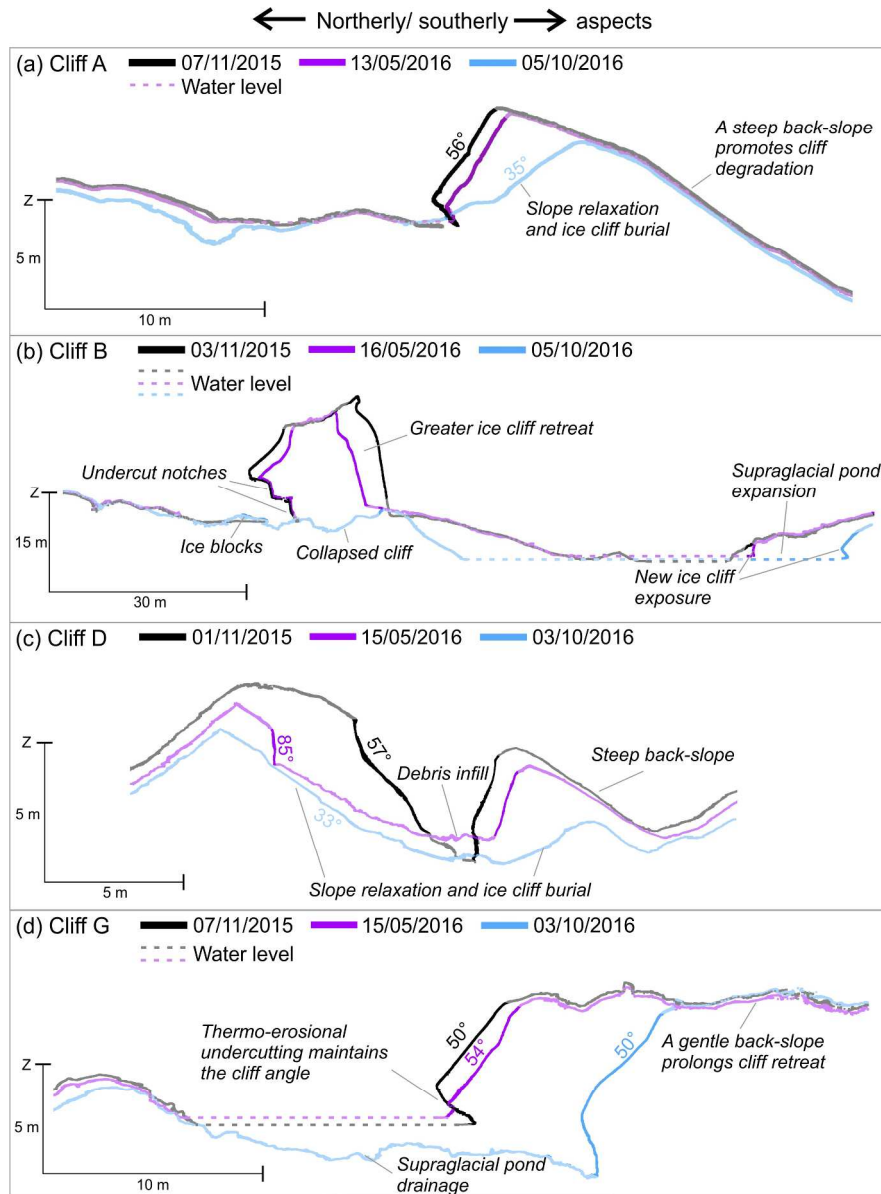 Northerly/ southerly aspects
(a) Cliff A 07/11/2015 13/05/2016 05/10/2016
Water level
56°
35°
A steep back-slope
promotes cliff
degradation
Slope relaxation
and ice cliff burial
Z
5 m
10 m
(b) Cliff B 03/11/2015 16/05/2016 05/10/2016
Water level
Greater ice cliff retreat
Undercut notches
Supraglacial pond
expansion
Z
15 m
Ice blocks
Collapsed cliff
New ice cliff
exposure
30 m
(c) Cliff D 01/11/2015 15/05/2016 03/10/2016
85°
57°
Z
Debris infill
Steep back-slope
33°
5 m
Slope relaxation and ice cliff burial
5 m
(d) Cliff G 07/11/2015 15/05/2016 03/10/2016
Water level
Thermo-erosional
undercutting maintains
the cliff angle
50°
54°
50°
A gentle back-slope
prolongs cliff retreat
Z
5 m
Supraglacial pond
drainage
10 m